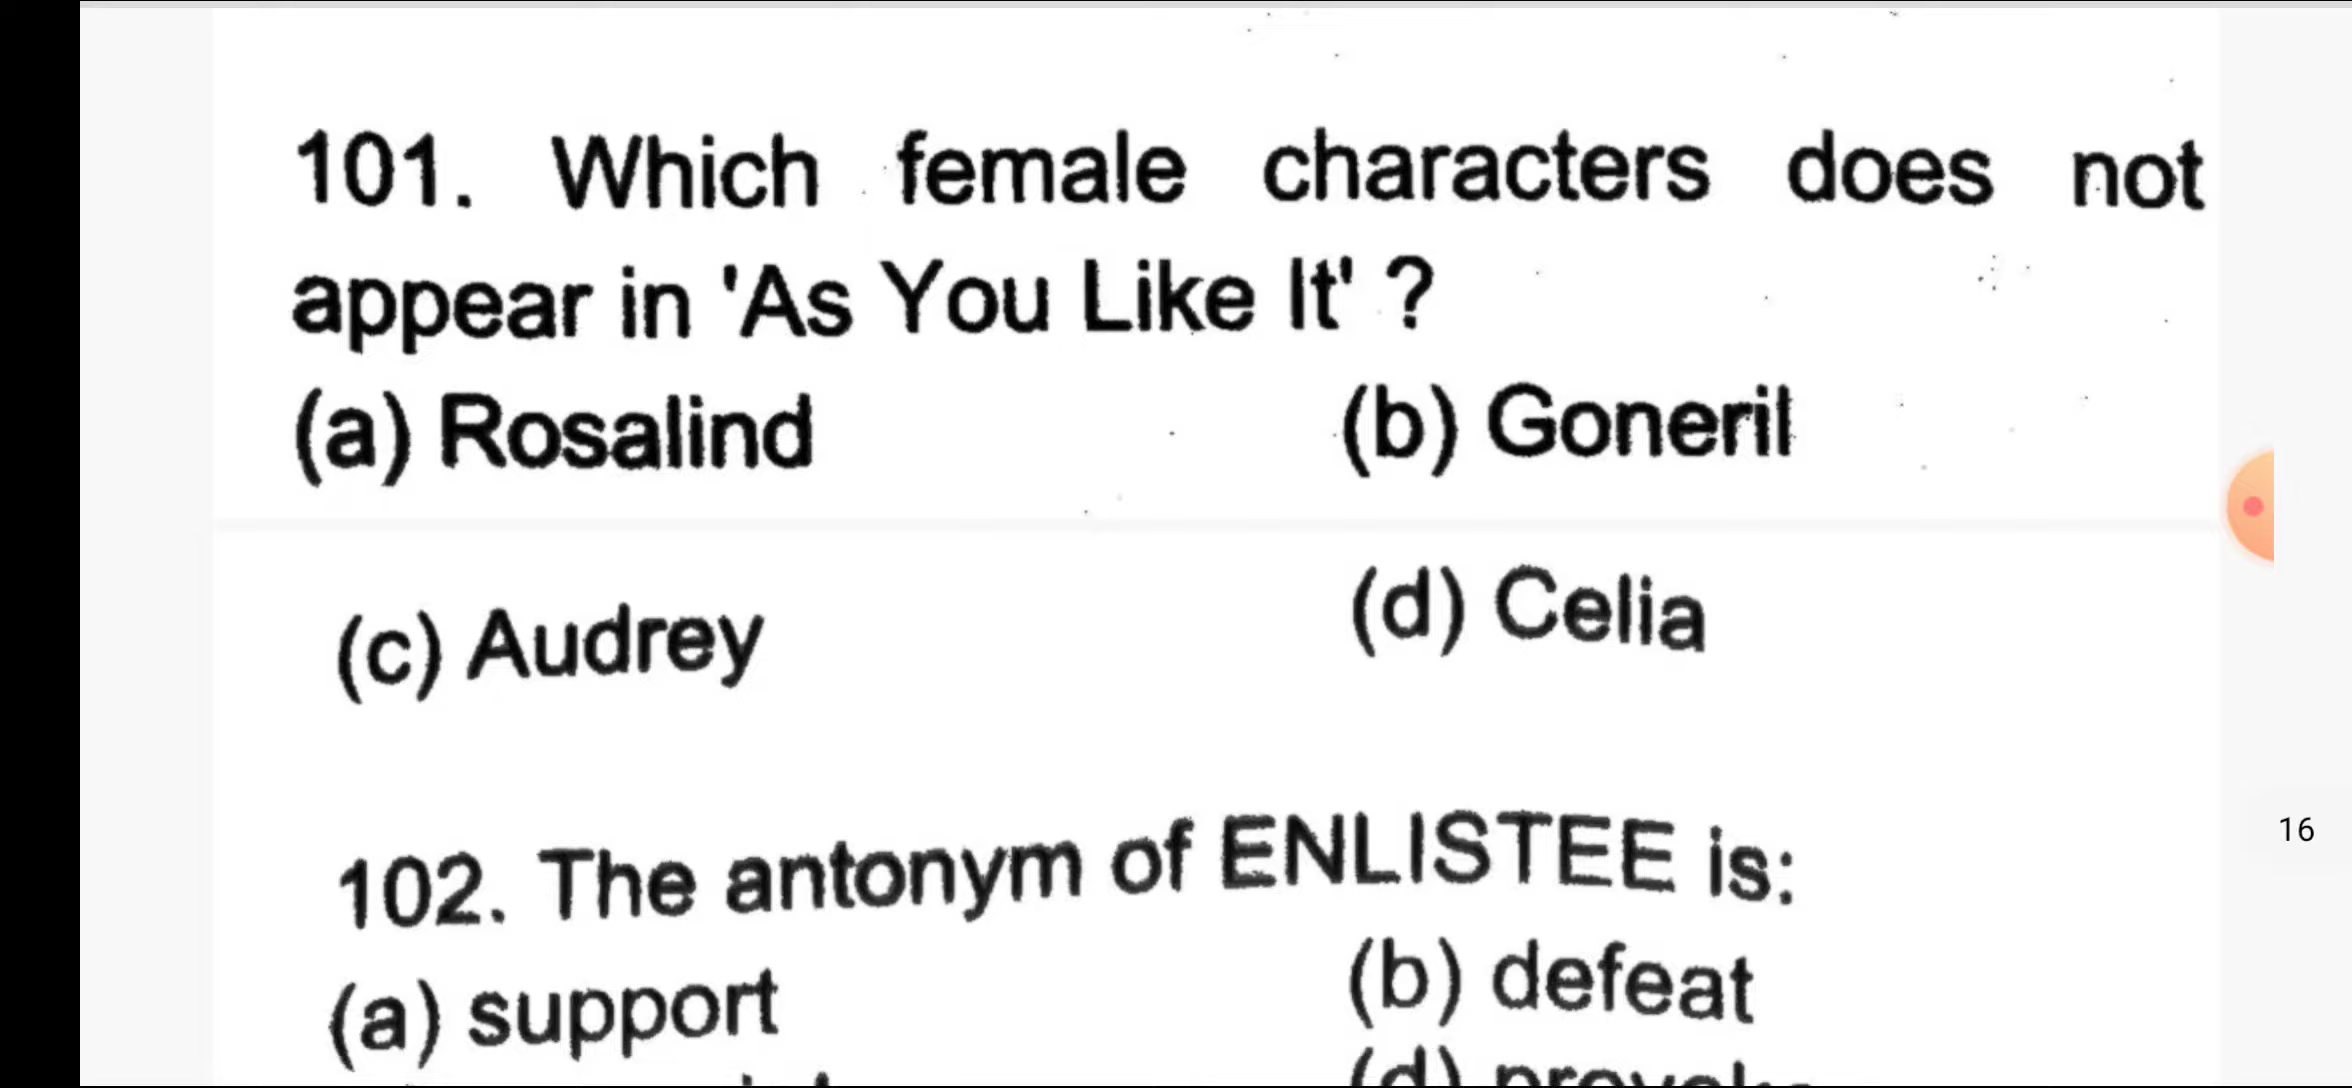 101. Which female characters does not
appear in 'As You Like It' ?
(a) Rosalind (b) Goneril
(c) Audrey (d) Celia
102. The antonym of ENLISTEE is:
(a) support (b) defeat
(d)
16